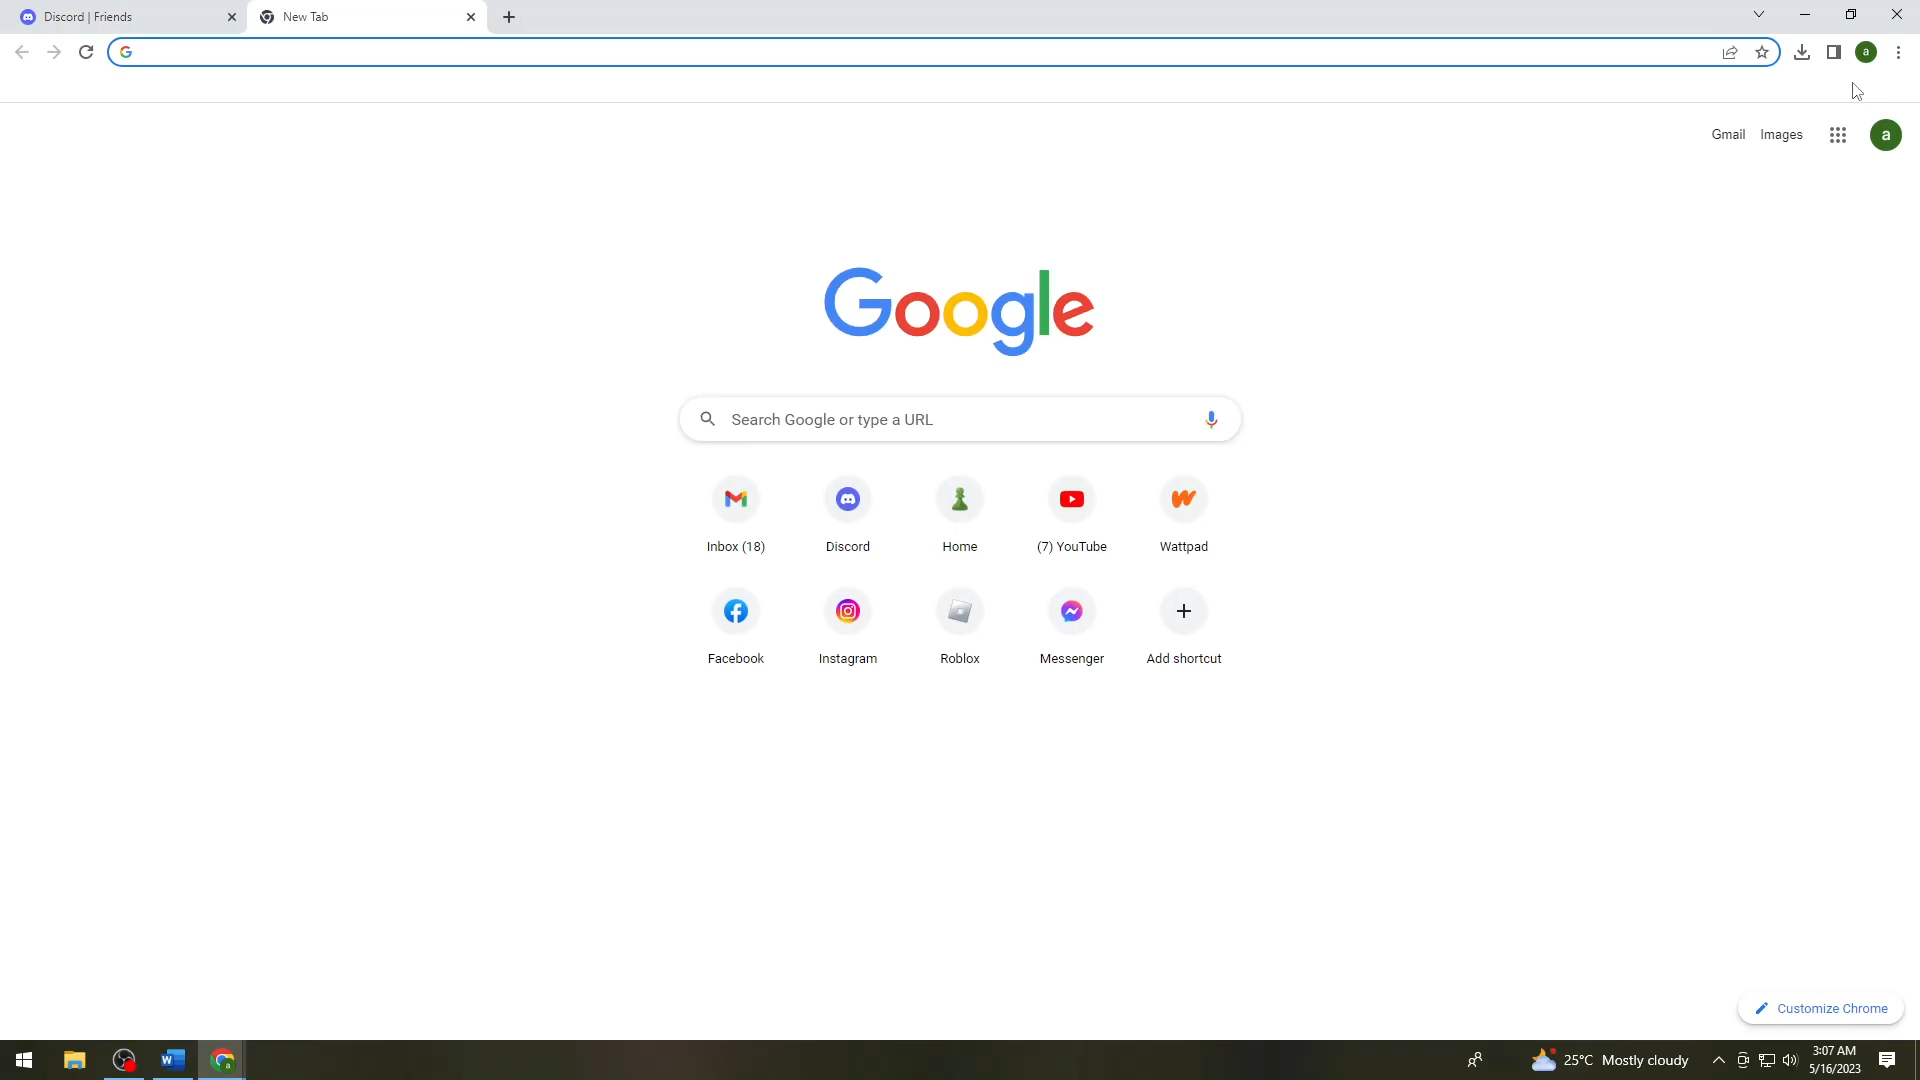 Discord | Friends
New Tab
a
Gmail
Images
a
Google
Search Google or type a URL
Inbox (18)
Discord
Home
(7) YouTube
Wattpad
Facebook
Instagram
Roblox
Messenger
Add shortcut
Customize Chrome
25°C Mostly cloudy
3:07 AM
5/16/2023